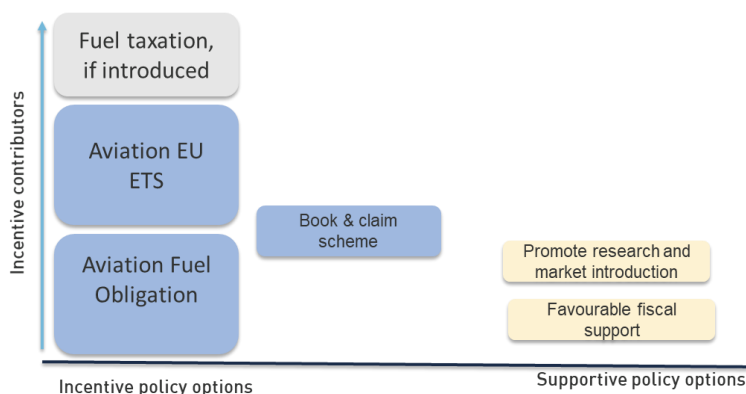 Fuel taxation,
if introduced
Aviation EU
ETS
Aviation Fuel
Obligation
Book & claim
scheme
Promote research and
market introduction
Favourable fiscal
support
Incentive contributors
Incentive policy options
Supportive policy options